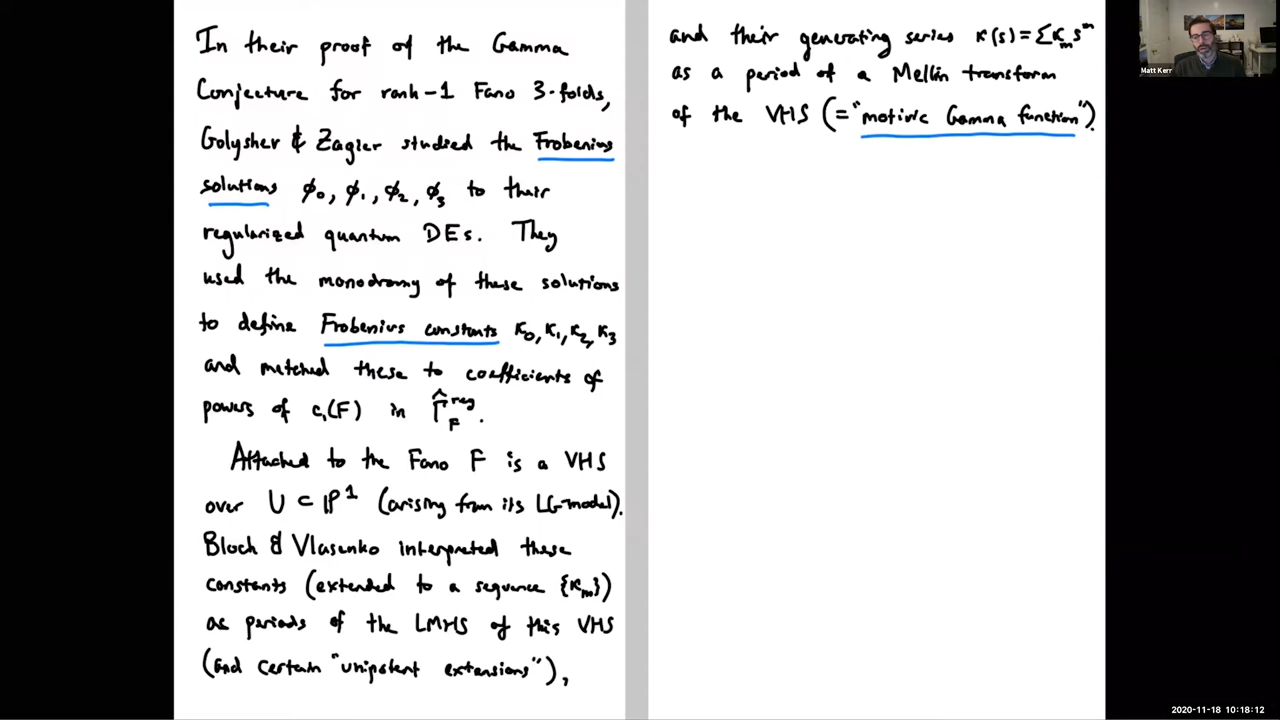 In their proof of the Gamma
Conjecture for rank-1 Fano 3-folds,
Golyshev & Zagier studied the Frobenius
solutions φ₀, φ₁, φ₂, φ₃ to their
regularized quantum DEs. They
used the monodromy of these solutions
to define Frobenius constants κ₀, κ₁, κ₂, κ₃
and matched these to coefficients of
powers of c₁(F) in Γ̂_F^reg.
Attached to the Fano F is a VHS
over U ⊂ ℙ¹ (arising from its LG-model).
Bloch & Vlasenko interpreted these
constants (extended to a sequence {κₘ})
as periods of the LMHS of this VHS
(and certain "unipotent extensions"),
and their generating series κ(s) = Σκₘsᵐ
as a period of a Mellin transform
of the VHS (= "motivic Gamma function").
Matt Kerr
2020-11-18 10:18:12